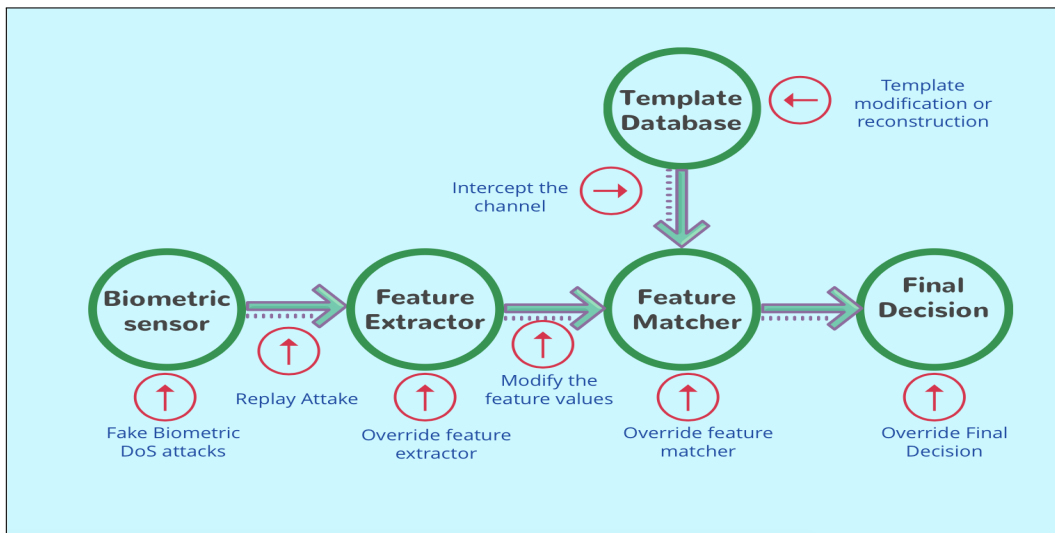 Template
Database
Template
modification or
reconstruction
Intercept the
channel
Biometric
sensor
Feature
Extractor
Feature
Matcher
Final
Decision
Replay Attake
Modify the
feature values
Fake Biometric
DoS attacks
Override feature
extractor
Override feature
matcher
Override Final
Decision